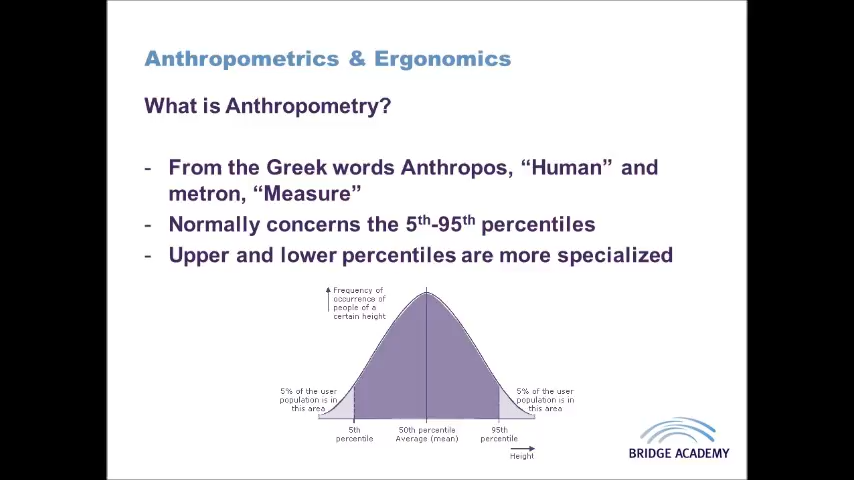 Anthropometrics & Ergonomics
What is Anthropometry?
- From the Greek words Anthropos, “Human” and
metron, “Measure”
- Normally concerns the 5th-95th percentiles
- Upper and lower percentiles are more specialized
Frequency of
occurrence of
people of a
certain height
5% of the user
population is in
this area
5% of the user
population is in
this area
5th
percentile
50th percentile
Average (mean)
95th
percentile
Height
BRIDGE ACADEMY